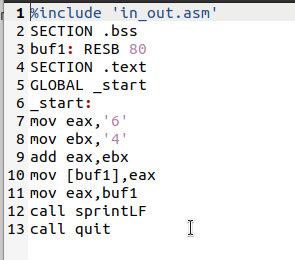 1 %include 'in_out.asm'
2 SECTION .bss
3 buf1: RESB 80
4 SECTION .text
5 GLOBAL _start
6 _start:
7 mov eax,'6'
8 mov ebx,'4'
9 add eax,ebx
10 mov [buf1],eax
11 mov eax,buf1
12 call sprintLF
13 call quit